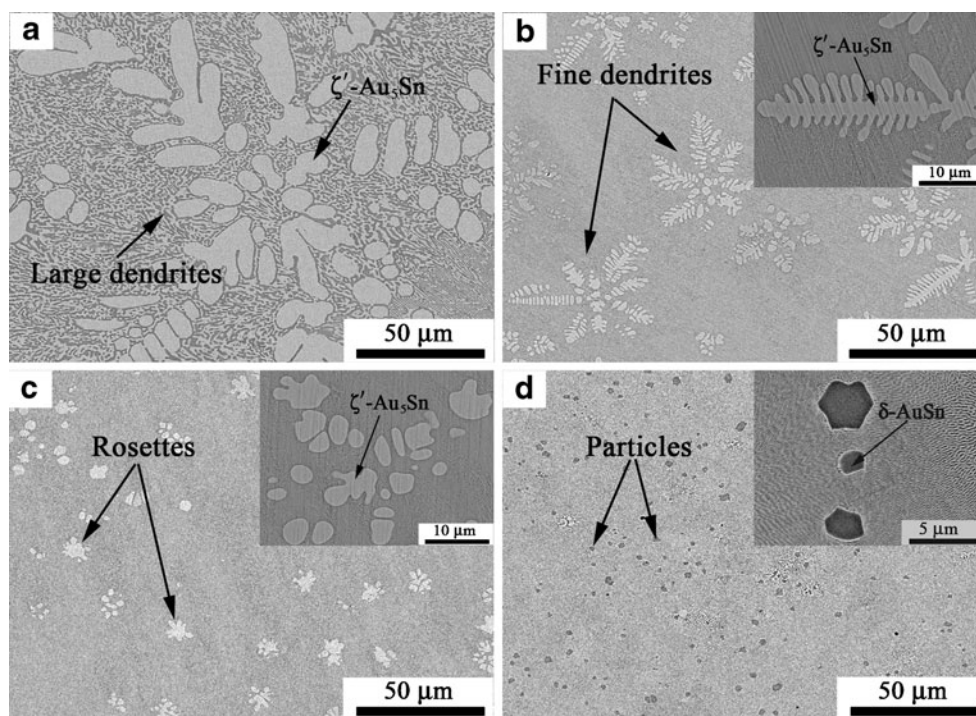 a
ζ′-Au₅Sn
Large dendrites
50 μm
b
ζ′-Au₅Sn
Fine dendrites
10 μm
50 μm
c
ζ′-Au₅Sn
Rosettes
10 μm
50 μm
d
δ-AuSn
Particles
5 μm
50 μm